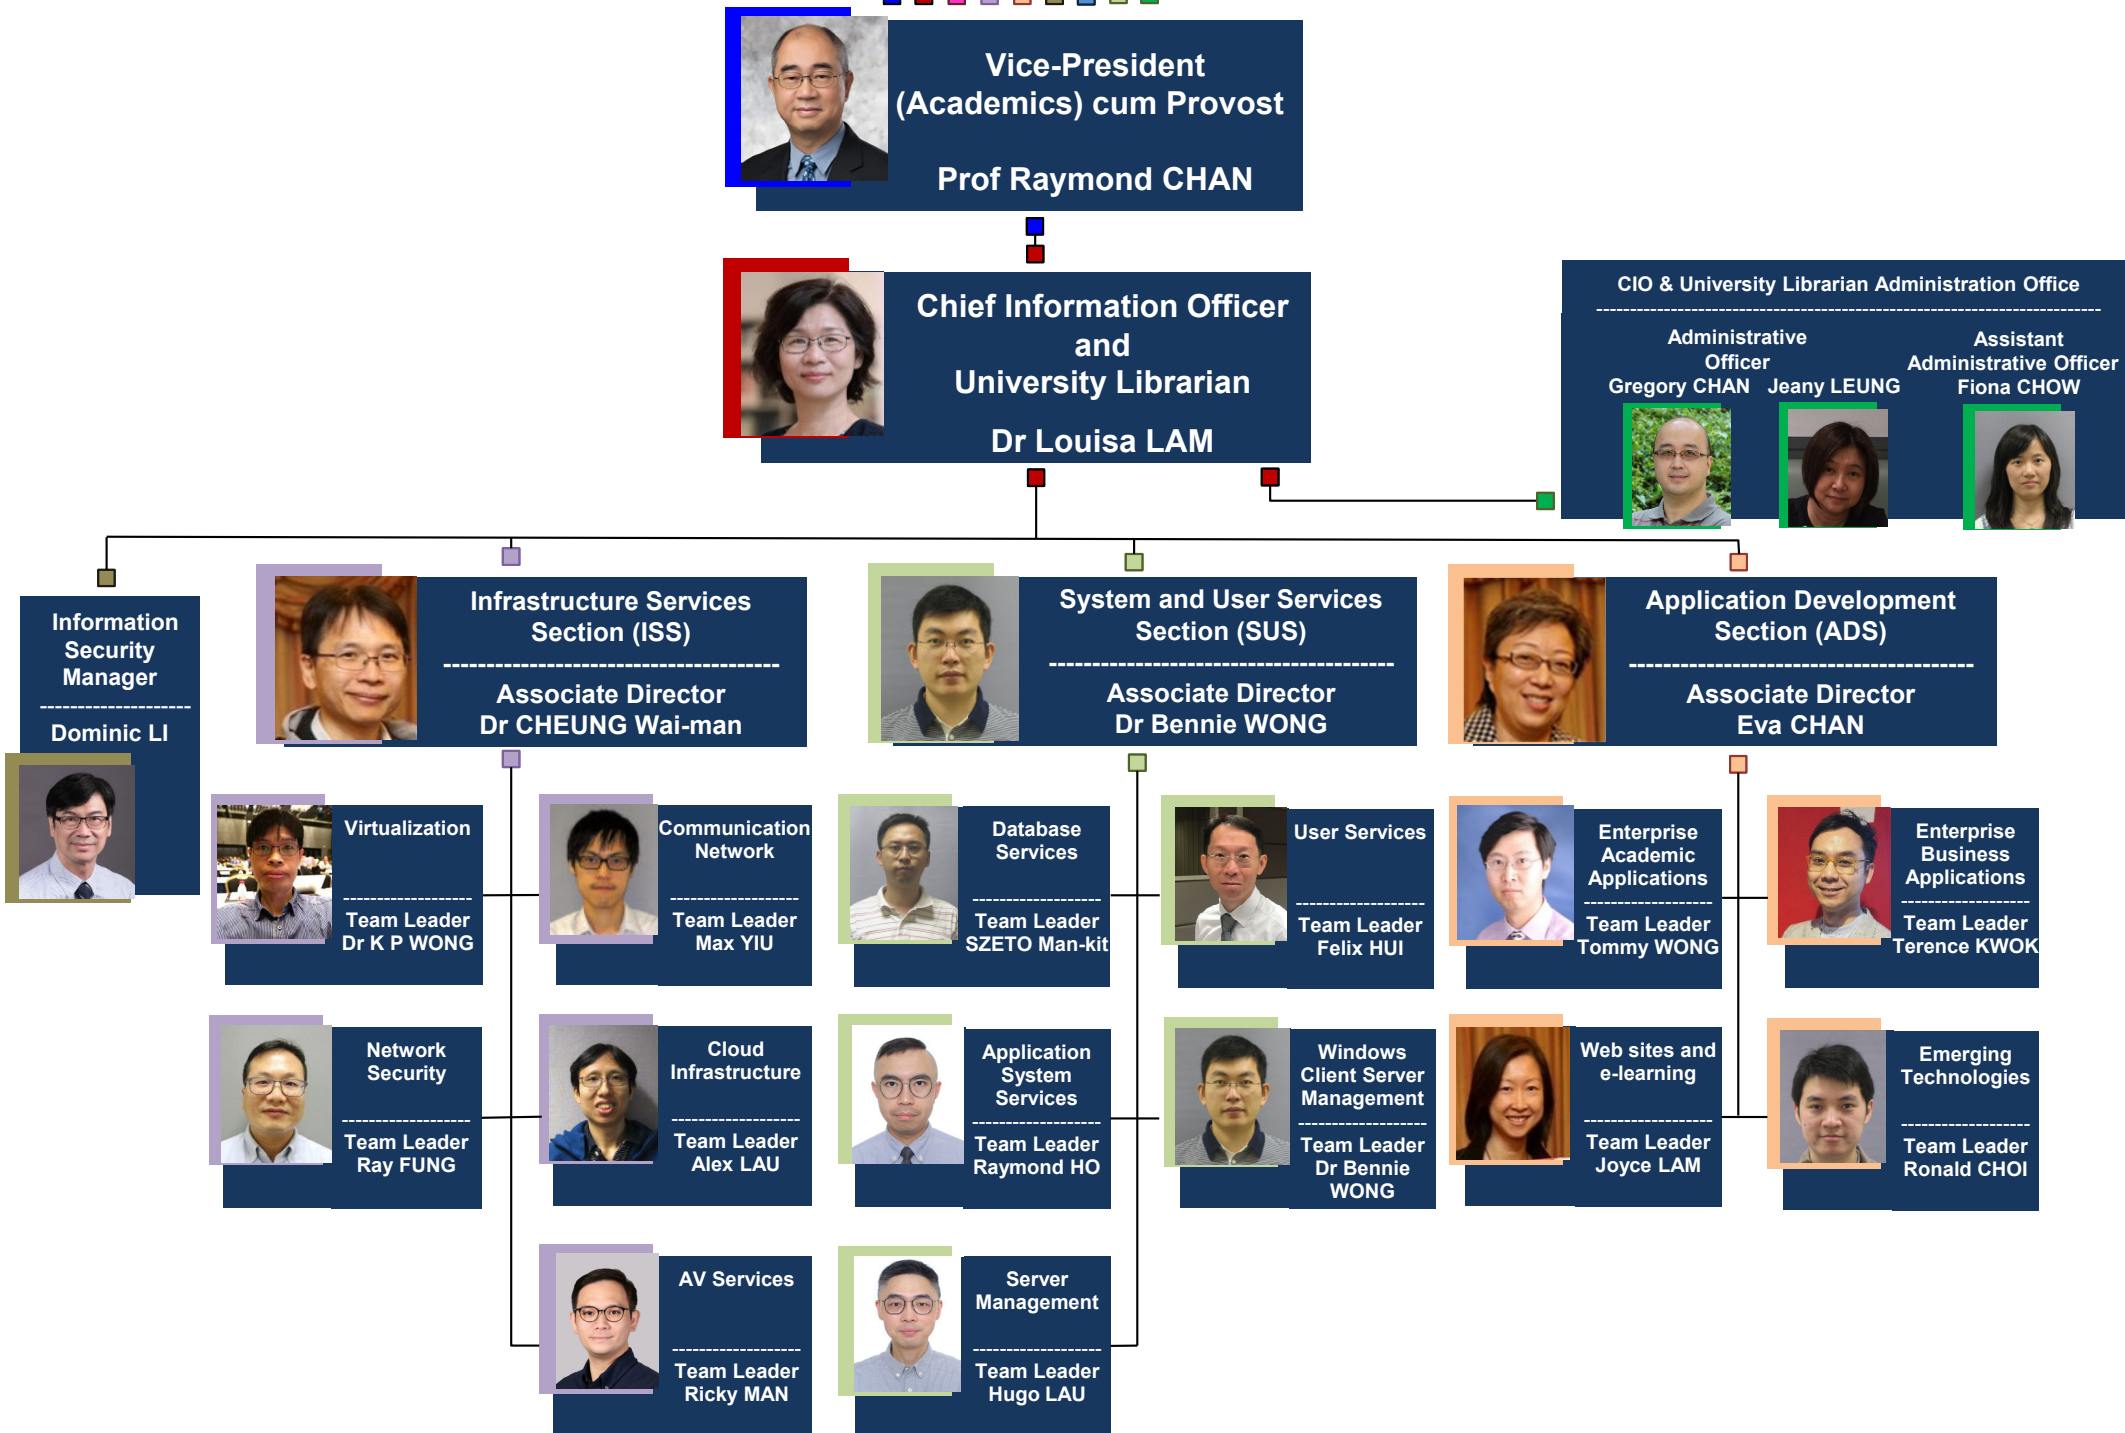 Vice-President
(Academics) cum Provost
Prof Raymond CHAN
Chief Information Officer
and
University Librarian
Dr Louisa LAM
CIO & University Librarian Administration Office
--------------------------------------------------------------------------
Administrative
Officer
Gregory CHAN Jeany LEUNG
Assistant
Administrative Officer
Fiona CHOW
Information
Security
Manager
--------------------
Dominic LI
Infrastructure Services
Section (ISS)
---------------------------------------
Associate Director
Dr CHEUNG Wai-man
System and User Services
Section (SUS)
----------------------------------------
Associate Director
Dr Bennie WONG
Application Development
Section (ADS)
----------------------------------------
Associate Director
Eva CHAN
Virtualization
-------------------
Team Leader
Dr K P WONG
Communication
Network
-------------------
Team Leader
Max YIU
Database
Services
-------------------
Team Leader
SZETO Man-kit
User Services
-------------------
Team Leader
Felix HUI
Enterprise
Academic
Applications
-------------------
Team Leader
Tommy WONG
Enterprise
Business
Applications
-------------------
Team Leader
Terence KWOK
Network
Security
-------------------
Team Leader
Ray FUNG
Cloud
Infrastructure
-------------------
Team Leader
Alex LAU
Application
System
Services
-------------------
Team Leader
Raymond HO
Windows
Client Server
Management
-------------------
Team Leader
Dr Bennie
WONG
Web sites and
e-learning
-------------------
Team Leader
Joyce LAM
Emerging
Technologies
-------------------
Team Leader
Ronald CHOI
AV Services
-------------------
Team Leader
Ricky MAN
Server
Management
-------------------
Team Leader
Hugo LAU